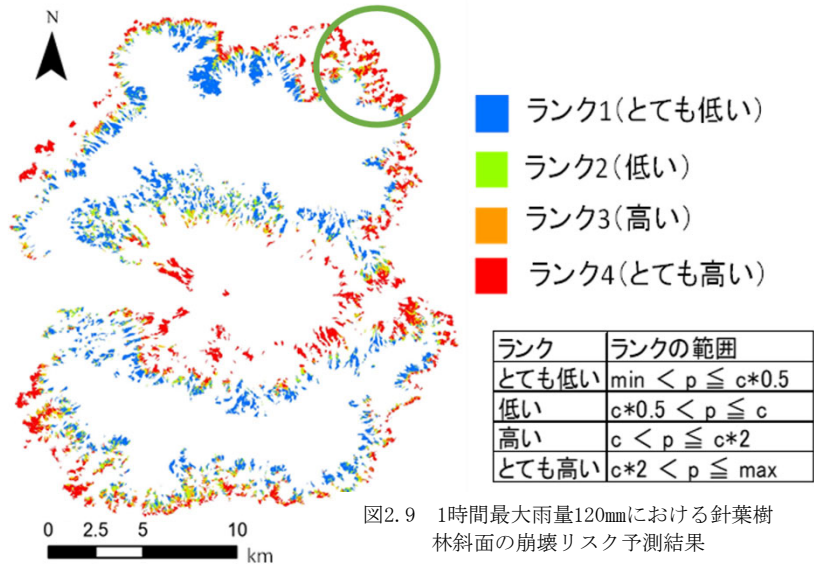 N
ランク1(とても低い)
ランク2(低い)
ランク3(高い)
ランク4(とても高い)
ランク ランクの範囲
とても低い min < p ≦ c*0.5
低い c*0.5 < p ≦ c
高い c < p ≦ c*2
とても高い c*2 < p ≦ max
図2.9 1時間最大雨量120㎜における針葉樹
林斜面の崩壊リスク予測結果
0 2.5 5 10
km